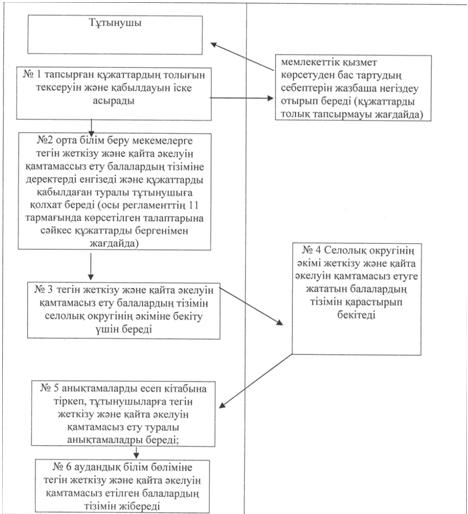 Тұтынушы
№ 1 тапсырған құжаттардың толығын
тексеруін және қабылдауын іске
асырады
мемлекеттік қызмет
көрсетуден бас тартудың
себептерін жазбаша негіздеу
отырып береді (құжаттарды
толық тапсырмауы жағдайда)
№2 орта білім беру мекемелерге
тегін жеткізу және қайта әкелуін
қамтамассыз ету балалардың тізіміне
деректерді енгізеді және құжаттарды
қабылдаған туралы тұтынушыға
қолхат береді (осы регламенттің 11
тармағында көрсетілген талаптарына
сәйкес құжаттарды бергенімен
жағдайда)
№ 3 тегін жеткізу және қайта әкелуін
қамтамасыз ету балалардың тізімін
селолық округінің әкіміне бекіту
үшін береді
№ 4 Селолық округінің
әкімі жеткізу және қайта
әкелуін қамтамасыз етуге
жататын балалардың
тізімін қарастырып
бекітеді
№ 5 анықтамаларды есеп кітабына
тіркеп, тұтынушыларға тегін
жеткізу және қайта әкелуін
қамтамасыз ету туралы
анықтамаладры береді;
№ 6 аудандық білім бөліміне
тегін жеткізу және қайта әкелуін
қамтамасыз етілген балалардың
тізімін жібереді